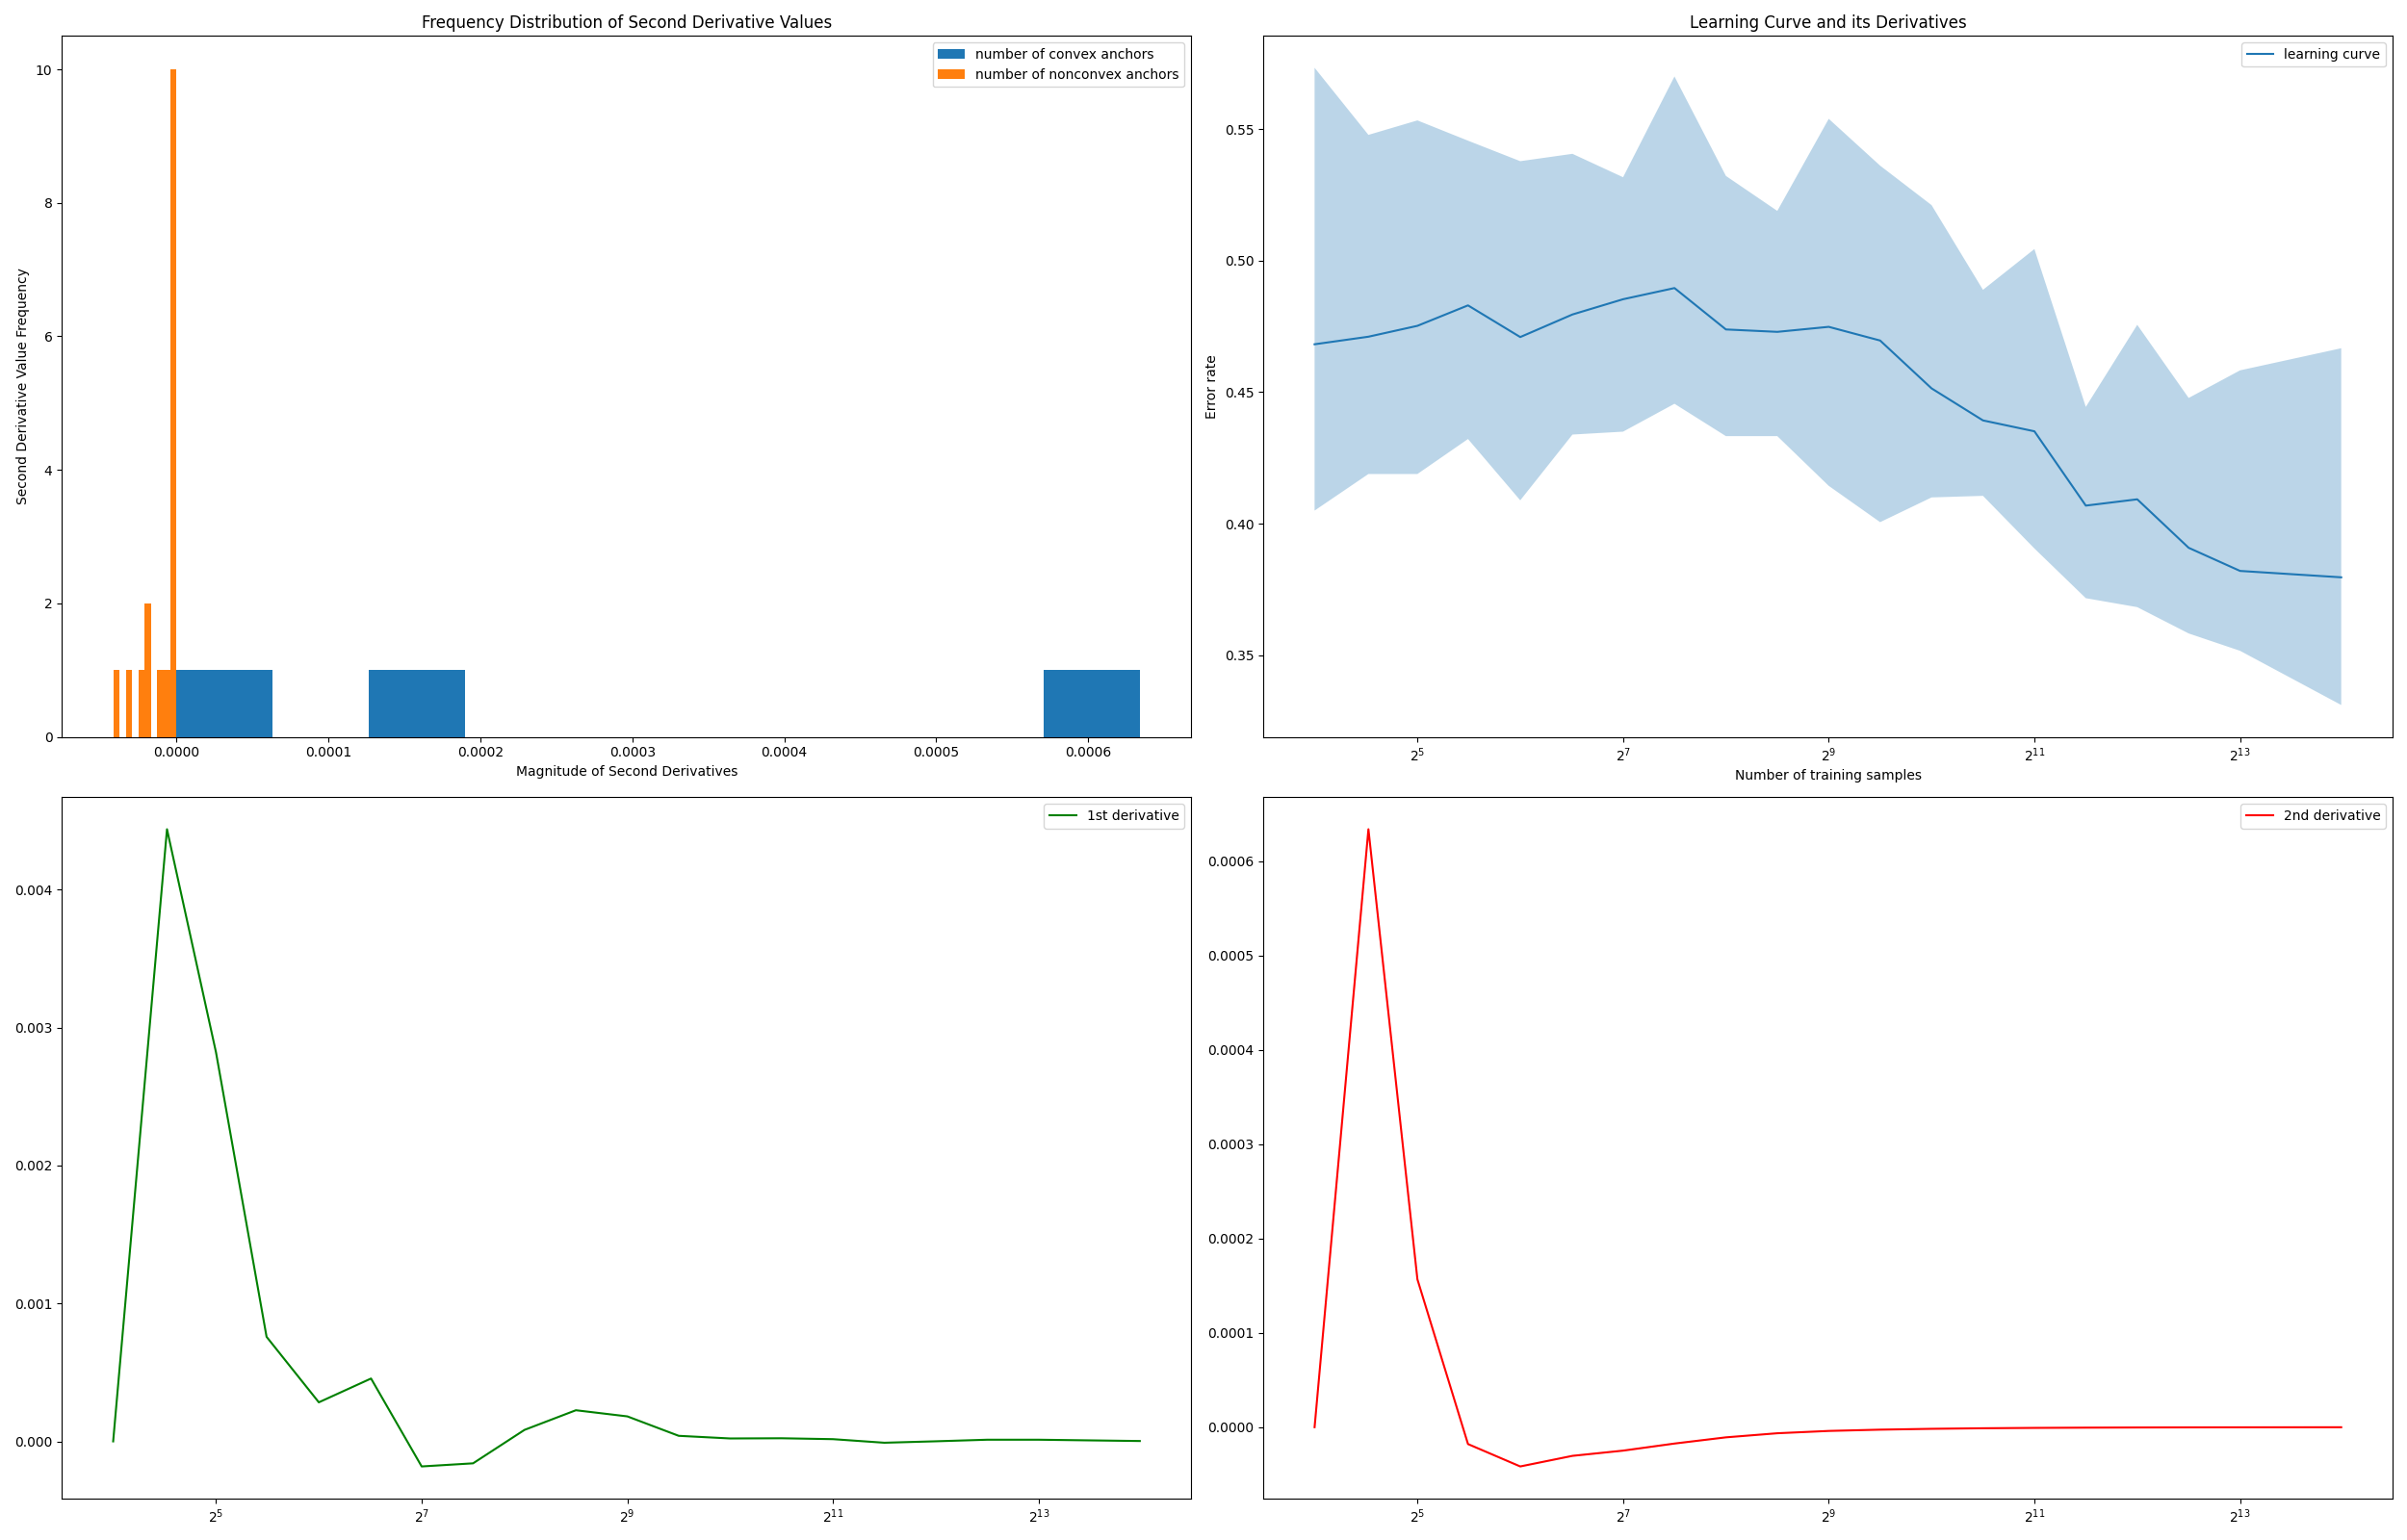 Frequency Distribution of Second Derivative Values
number of convex anchors
number of nonconvex anchors
Second Derivative Value Frequency
10
8
6
4
2
0
0.0000 0.0001 0.0002 0.0003 0.0004 0.0005 0.0006
Magnitude of Second Derivatives
Learning Curve and its Derivatives
learning curve
Error rate
0.55
0.50
0.45
0.40
0.35
2^5 2^7 2^9 2^11 2^13
Number of training samples
1st derivative
0.004
0.003
0.002
0.001
0.000
2^5 2^7 2^9 2^11 2^13
2nd derivative
0.0006
0.0005
0.0004
0.0003
0.0002
0.0001
0.0000
2^5 2^7 2^9 2^11 2^13